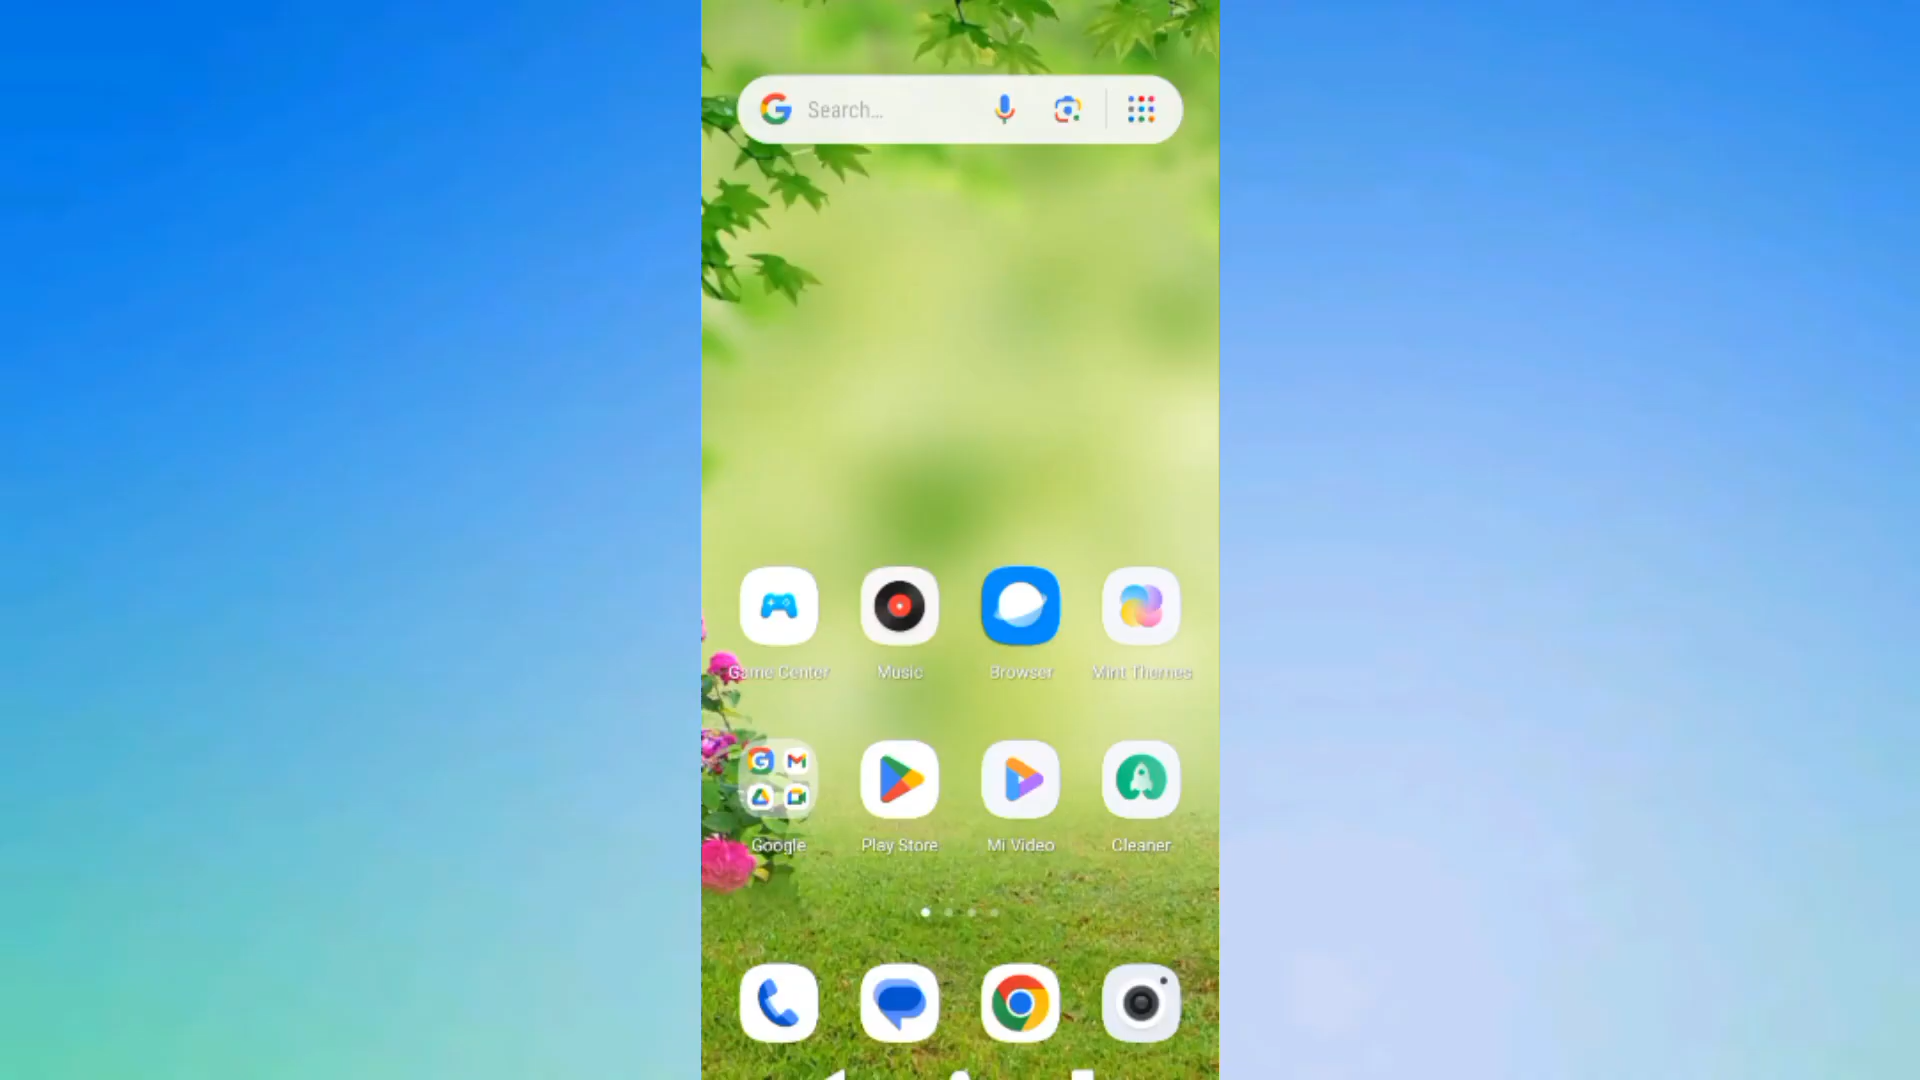 Search...
Game Center
Music
Browser
Mint Themes
Google
Play Store
Mi Video
Cleaner